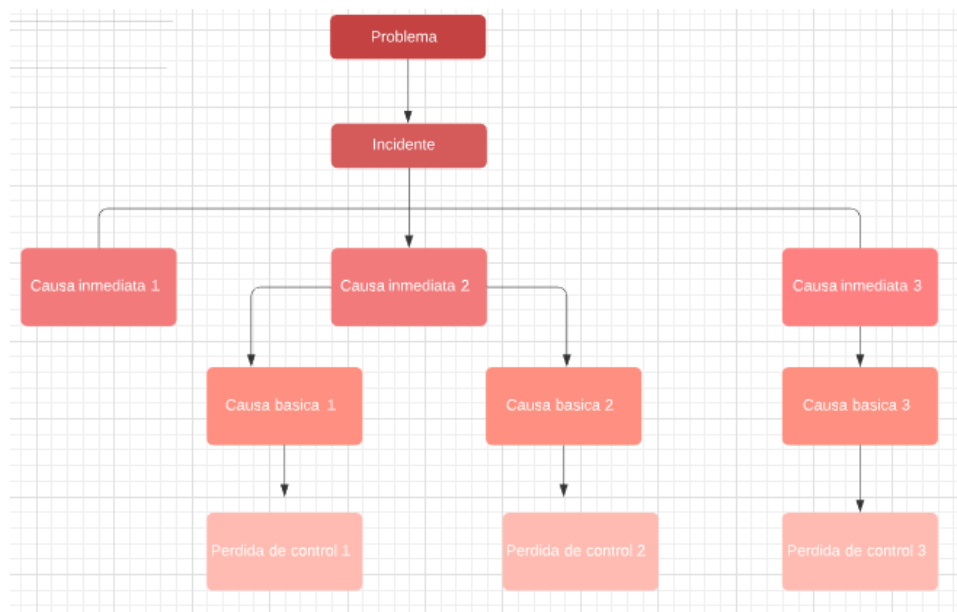 Problema
Incidente
Causa inmediata 1
Causa inmediata 2
Causa inmediata 3
Causa basica 1
Causa basica 2
Causa basica 3
Perdida de control 1
Perdida de control 2
Perdida de control 3